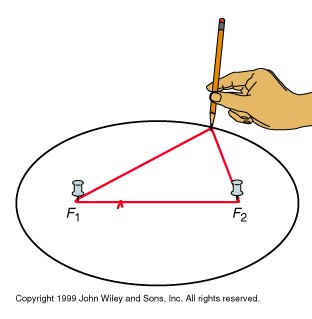 F₁ F₂
Copyright 1999 John Wiley and Sons, Inc. All rights reserved.